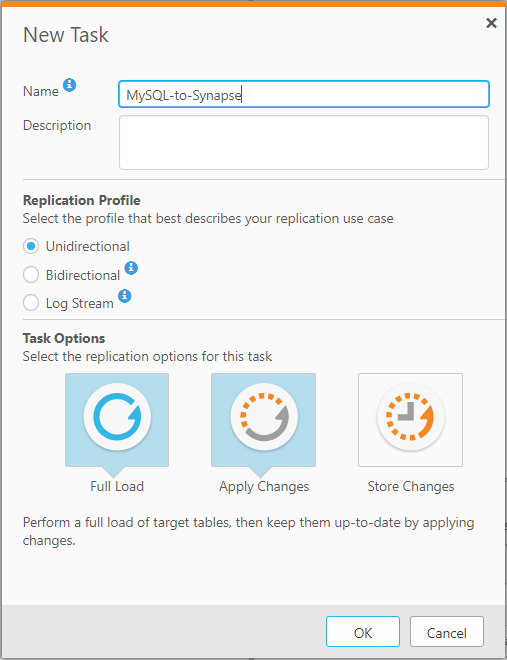 New Task
Name
MySQL-to-Synapse
Description
Replication Profile
Select the profile that best describes your replication use case
Unidirectional
Bidirectional
Log Stream
Task Options
Select the replication options for this task
Full Load Apply Changes Store Changes
Perform a full load of target tables, then keep them up-to-date by applying
changes.
OK Cancel